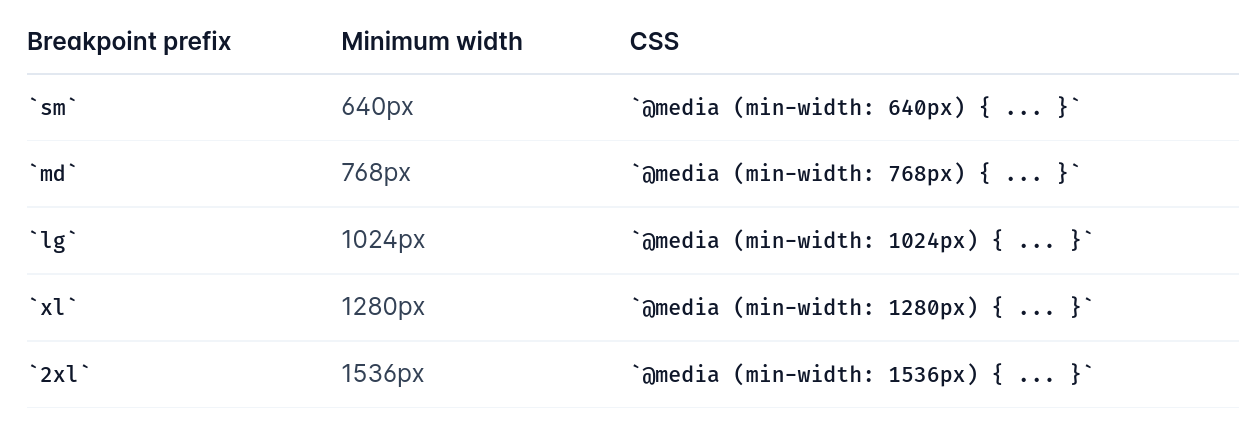 Breakpoint prefix Minimum width CSS
`sm` 640px `@media (min-width: 640px) { ... }`
`md` 768px `@media (min-width: 768px) { ... }`
`lg` 1024px `@media (min-width: 1024px) { ... }`
`xl` 1280px `@media (min-width: 1280px) { ... }`
`2xl` 1536px `@media (min-width: 1536px) { ... }`